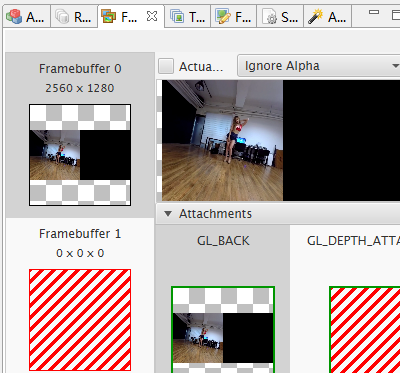 A...
R...
F...
T...
F...
S...
A...
Framebuffer 0
2560 x 1280
Actua...
Ignore Alpha
Attachments
Framebuffer 1
0 x 0 x 0
GL_BACK
GL_DEPTH_ATTA